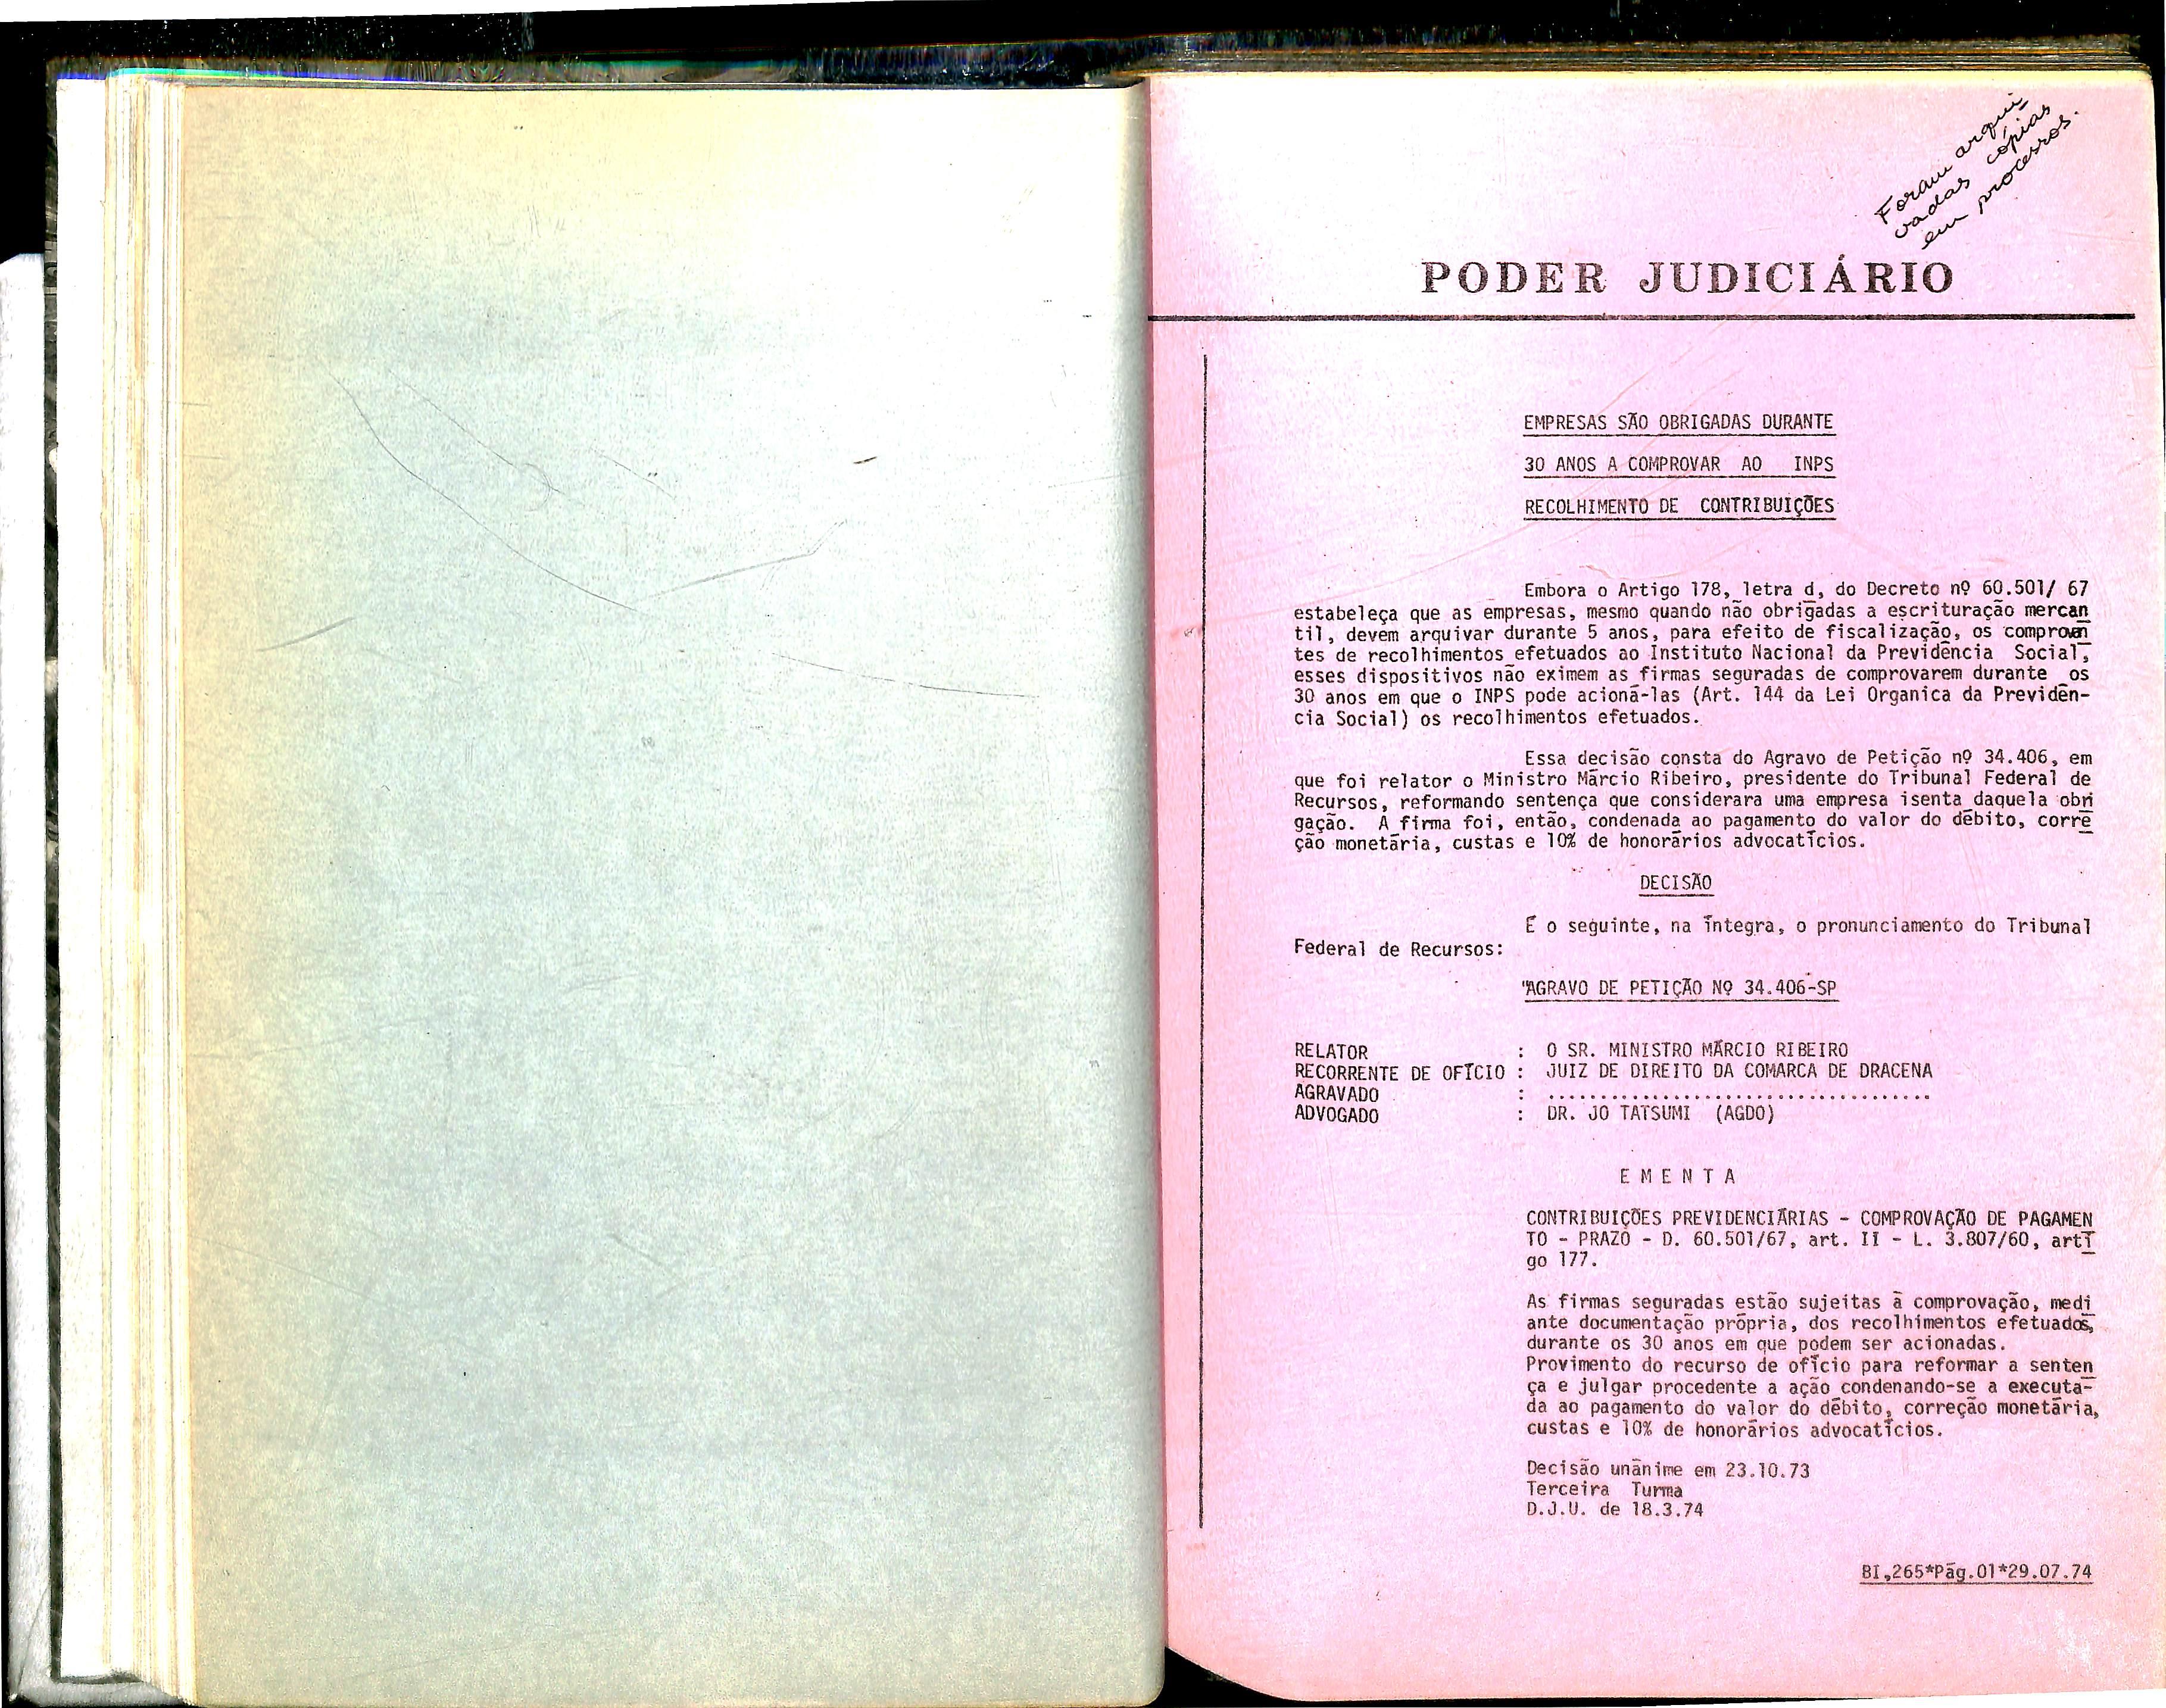 Foram arqui
vadas cópias
em processos.
PODER JUDICIÁRIO
EMPRESAS SÃO OBRIGADAS DURANTE
30 ANOS A COMPROVAR AO INPS
RECOLHIMENTO DE CONTRIBUIÇÕES
Embora o Artigo 178, letra d, do Decreto nº 60.501/ 67
estabeleça que as empresas, mesmo quando não obrigadas a escrituração mercan
til, devem arquivar durante 5 anos, para efeito de fiscalização, os comprovan
tes de recolhimentos efetuados ao Instituto Nacional da Previdência Social,
esses dispositivos não eximem as firmas seguradas de comprovarem durante os
30 anos em que o INPS pode acioná-las (Art. 144 da Lei Organica da Previdên-
cia Social) os recolhimentos efetuados.
Essa decisão consta do Agravo de Petição nº 34.406, em
que foi relator o Ministro Márcio Ribeiro, presidente do Tribunal Federal de
Recursos, reformando sentença que considerara uma empresa isenta daquela obri
gação. A firma foi, então, condenada ao pagamento do valor do débito, corre
ção monetária, custas e 10% de honorários advocatícios.
DECISÃO
É o seguinte, na íntegra, o pronunciamento do Tribunal
Federal de Recursos:
"AGRAVO DE PETIÇÃO Nº 34.406-SP
RELATOR : O SR. MINISTRO MÁRCIO RIBEIRO
RECORRENTE DE OFÍCIO : JUIZ DE DIREITO DA COMARCA DE DRACENA
AGRAVADO : .....................................
ADVOGADO : DR. JO TATSUMI (AGDO)
E M E N T A
CONTRIBUIÇÕES PREVIDENCIÁRIAS - COMPROVAÇÃO DE PAGAMEN
TO - PRAZO - D. 60.501/67, art. II - L. 3.807/60, arti
go 177.
As firmas seguradas estão sujeitas à comprovação, medi
ante documentação própria, dos recolhimentos efetuados,
durante os 30 anos em que podem ser acionadas.
Provimento do recurso de ofício para reformar a senten
ça e julgar procedente a ação condenando-se a executa-
da ao pagamento do valor do débito, correção monetária,
custas e 10% de honorários advocatícios.
Decisão unânime em 23.10.73
Terceira Turma
D.J.U. de 18.3.74
BI,265*Pág.01*29.07.74